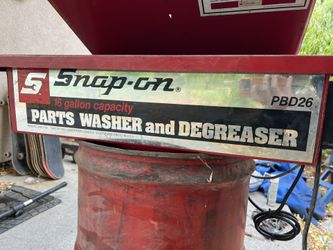 S Snap-on®
16 gallon capacity PBD26
PARTS WASHER and DEGREASER